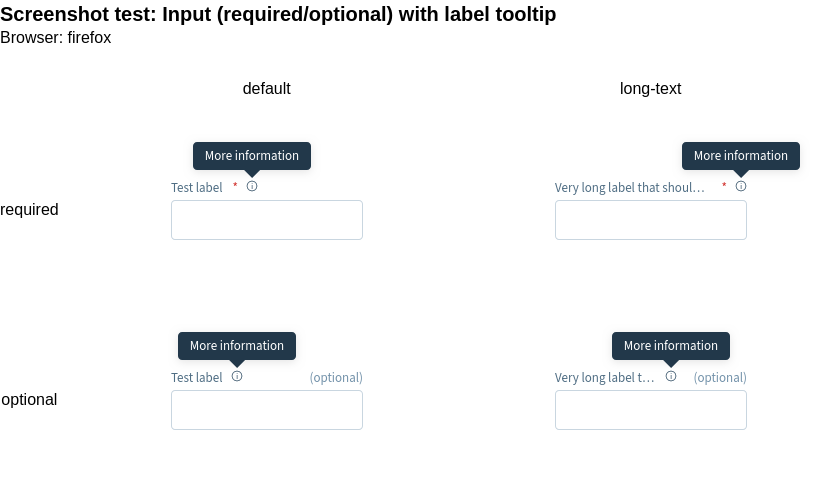 Screenshot test: Input (required/optional) with label tooltip
Browser: firefox
default long-text
More information More information
Test label * Very long label that shoul… *
required
More information More information
Test label (optional) Very long label t… (optional)
optional